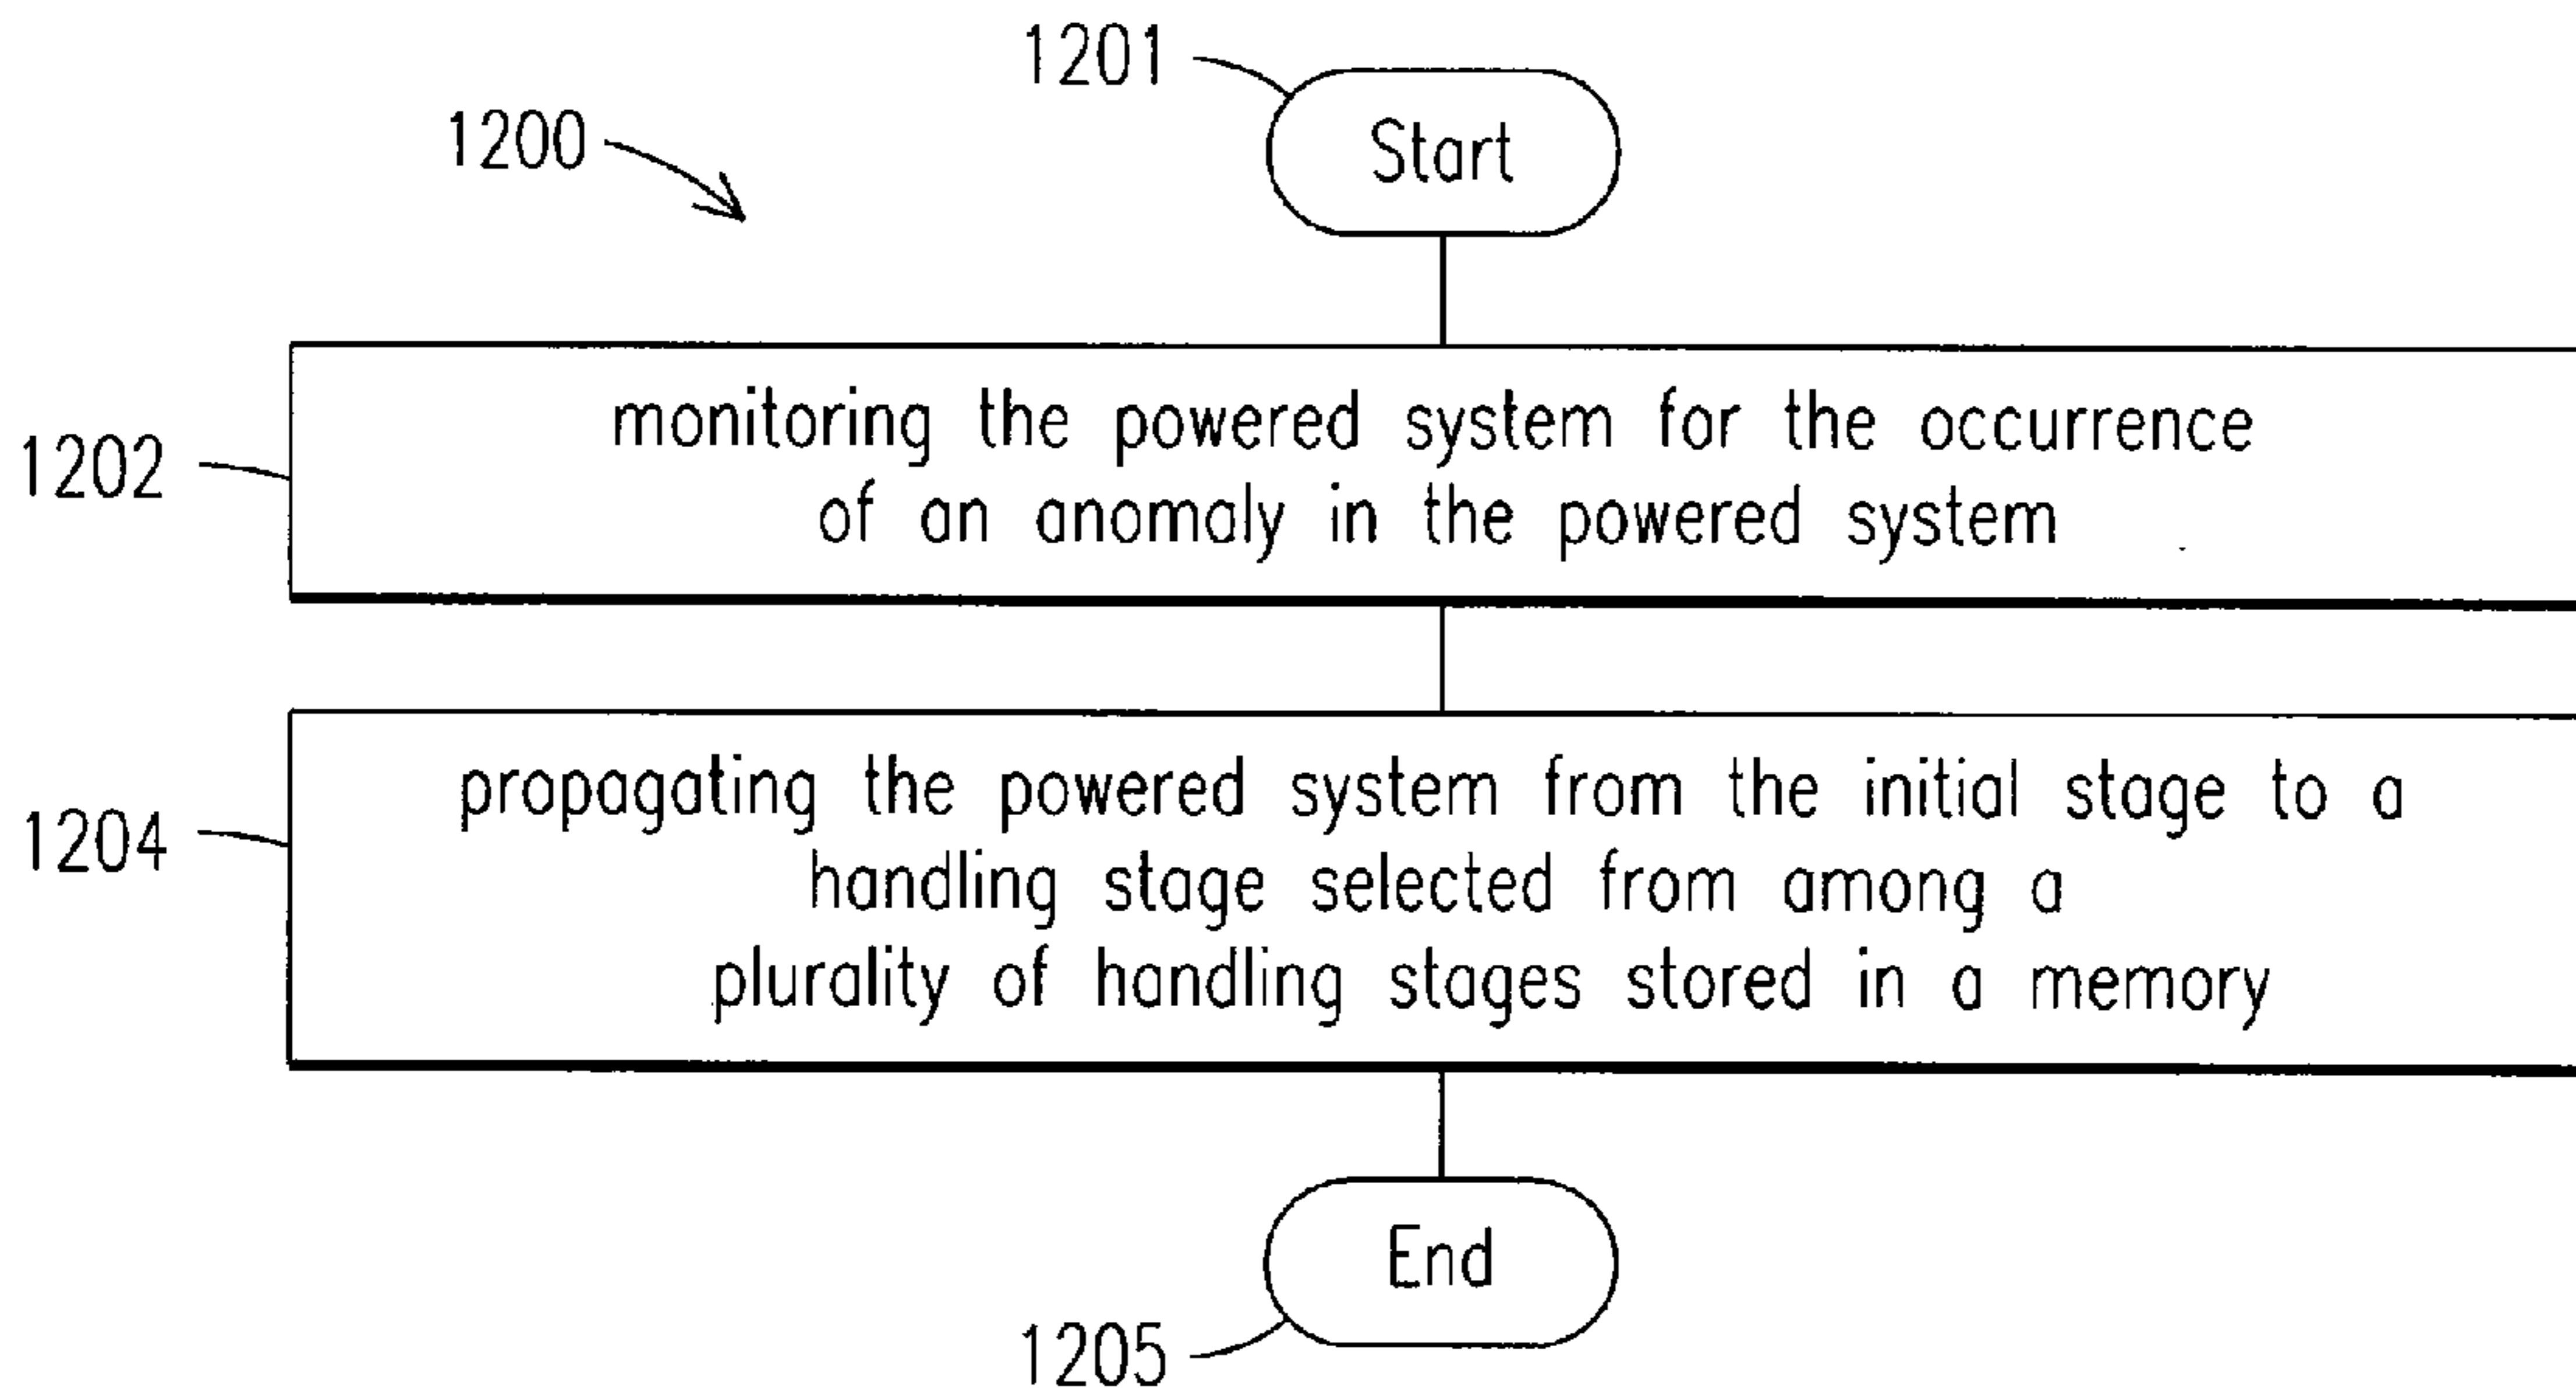 1201
Start
1200
monitoring the powered system for the occurrence
of an anomaly in the powered system
1202
propagating the powered system from the initial stage to a
handling stage selected from among a
plurality of handling stages stored in a memory
1204
End
1205